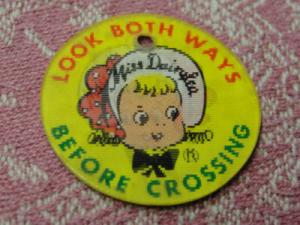 LOOK BOTH WAYS
Miss Dairylea
BEFORE CROSSING
K